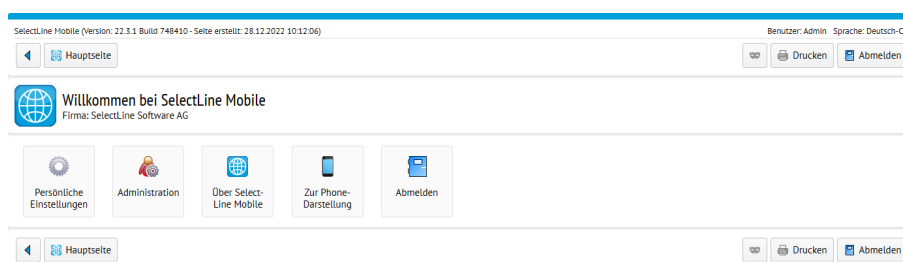 SelectLine Mobile (Version: 22.3.1 Build 748410 - Seite erstellt: 28.12.2022 10:12:06)
Benutzer: Admin Sprache: Deutsch-C
Hauptseite
Drucken
Abmelden
Willkommen bei SelectLine Mobile
Firma: SelectLine Software AG
Persönliche
Einstellungen
Administration
Über Select-
Line Mobile
Zur Phone-
Darstellung
Abmelden
Hauptseite
Drucken
Abmelden